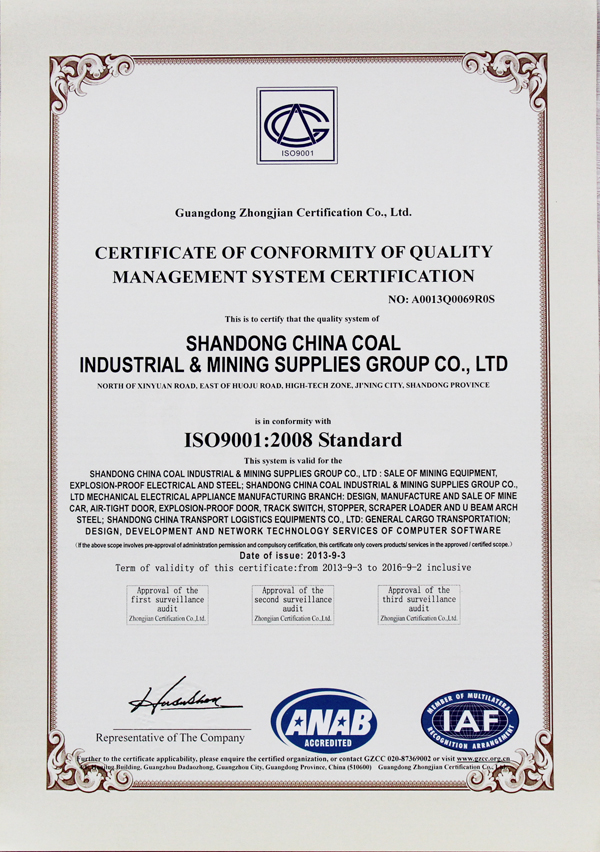 ISO9001
Guangdong Zhongjian Certification Co., Ltd.
CERTIFICATE OF CONFORMITY OF QUALITY
MANAGEMENT SYSTEM CERTIFICATION
NO: A0013Q0069R0S
This is to certify that the quality system of
SHANDONG CHINA COAL
INDUSTRIAL & MINING SUPPLIES GROUP CO., LTD
NORTH OF XINYUAN ROAD, EAST OF HUOJU ROAD, HIGH-TECH ZONE, JI'NING CITY, SHANDONG PROVINCE
is in conformity with
ISO9001:2008 Standard
This system is valid for the
SHANDONG CHINA COAL INDUSTRIAL & MINING SUPPLIES GROUP CO., LTD : SALE OF MINING EQUIPMENT,
EXPLOSION-PROOF ELECTRICAL AND STEEL; SHANDONG CHINA COAL INDUSTRIAL & MINING SUPPLIES GROUP CO.,
LTD MECHANICAL ELECTRICAL APPLIANCE MANUFACTURING BRANCH: DESIGN, MANUFACTURE AND SALE OF MINE
CAR, AIR-TIGHT DOOR, EXPLOSION-PROOF DOOR, TRACK SWITCH, STOPPER, SCRAPER LOADER AND U BEAM ARCH
STEEL; SHANDONG CHINA TRANSPORT LOGISTICS EQUIPMENTS CO., LTD: GENERAL CARGO TRANSPORTATION;
DESIGN, DEVELOPMENT AND NETWORK TECHNOLOGY SERVICES OF COMPUTER SOFTWARE
(If the above scope involves pre-approval of administration permission and compulsory certification, this certificate only covers products/ services in the approved / certified scope.)
Date of issue: 2013-9-3
Term of validity of this certificate:from 2013-9-3 to 2016-9-2 inclusive
Approval of the
first surveillance
audit
Zhongjian Certification Co.,Ltd.
Approval of the
second surveillance
audit
Zhongjian Certification Co.,Ltd.
Approval of the
third surveillance
audit
Zhongjian Certification Co.,Ltd.
Representative of The Company
ANAB
ACCREDITED
MEMBER OF MULTILATERAL
IAF
RECOGNITION ARRANGEMENT
Further to the certificate applicability, please enquire the certified organization, or contact GZCC 020-87369002 or visit www.gzcc.org.cn
Building, Guangzhou Dadaozhong, Guangzhou City, Guangdong Province, China (510600) Guangdong Zhongjian Certification Co., Ltd.